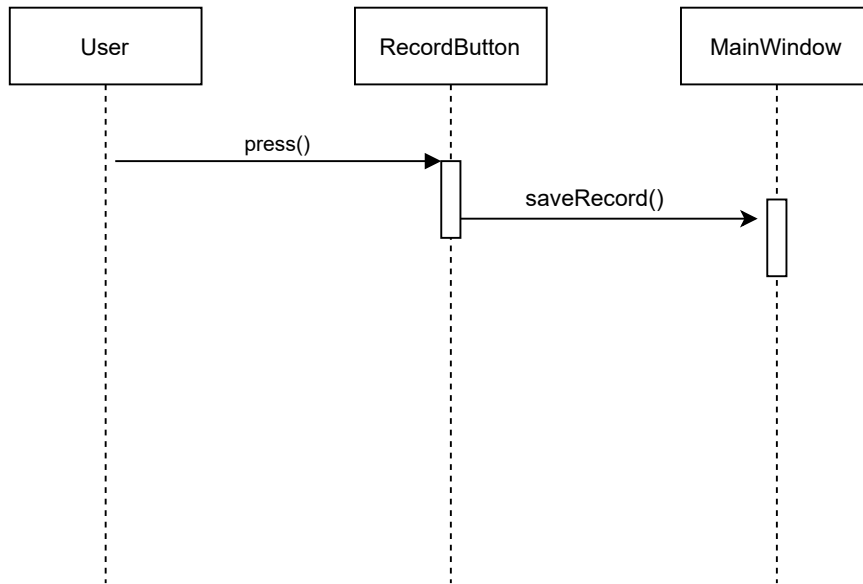 User
RecordButton
MainWindow
press()
saveRecord()